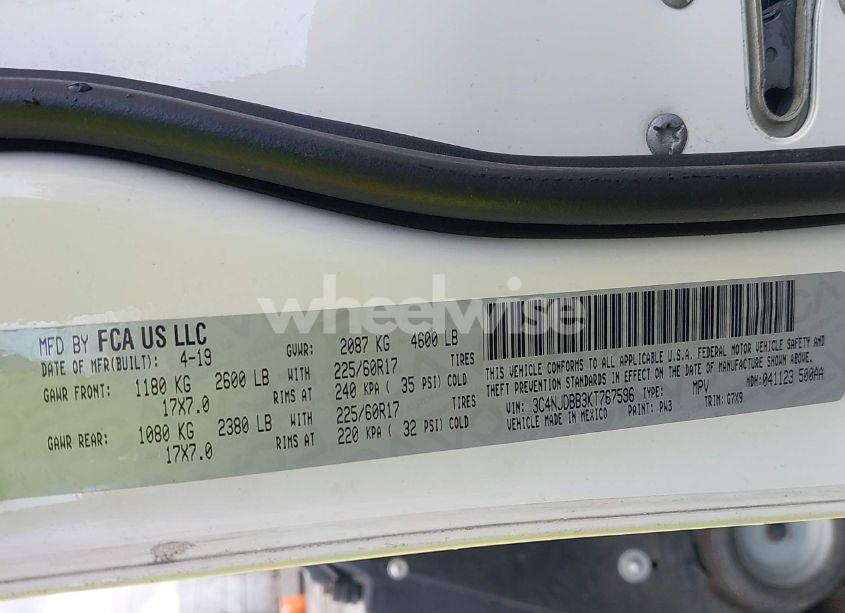 wheelwise
MFD BY FCA US LLC
DATE OF MFR(BUILT): 4-19 GVWR: 2087 KG 4600 LB
GAWR FRONT: 1180 KG 2600 LB WITH 225/60R17 TIRES
17X7.0 RIMS AT 240 KPA ( 35 PSI) COLD
GAWR REAR: 1080 KG 2380 LB WITH 225/60R17 TIRES
17X7.0 RIMS AT 220 KPA ( 32 PSI) COLD
THIS VEHICLE CONFORMS TO ALL APPLICABLE U.S.A. FEDERAL MOTOR VEHICLE SAFETY AND
THEFT PREVENTION STANDARDS IN EFFECT ON THE DATE OF MANUFACTURE SHOWN ABOVE.
VIN: 3C4NJDBB3KT767596 TYPE: MPV MDH: 041123 500AA
VEHICLE MADE IN MEXICO PAINT: PW3 TRIM: G7X9